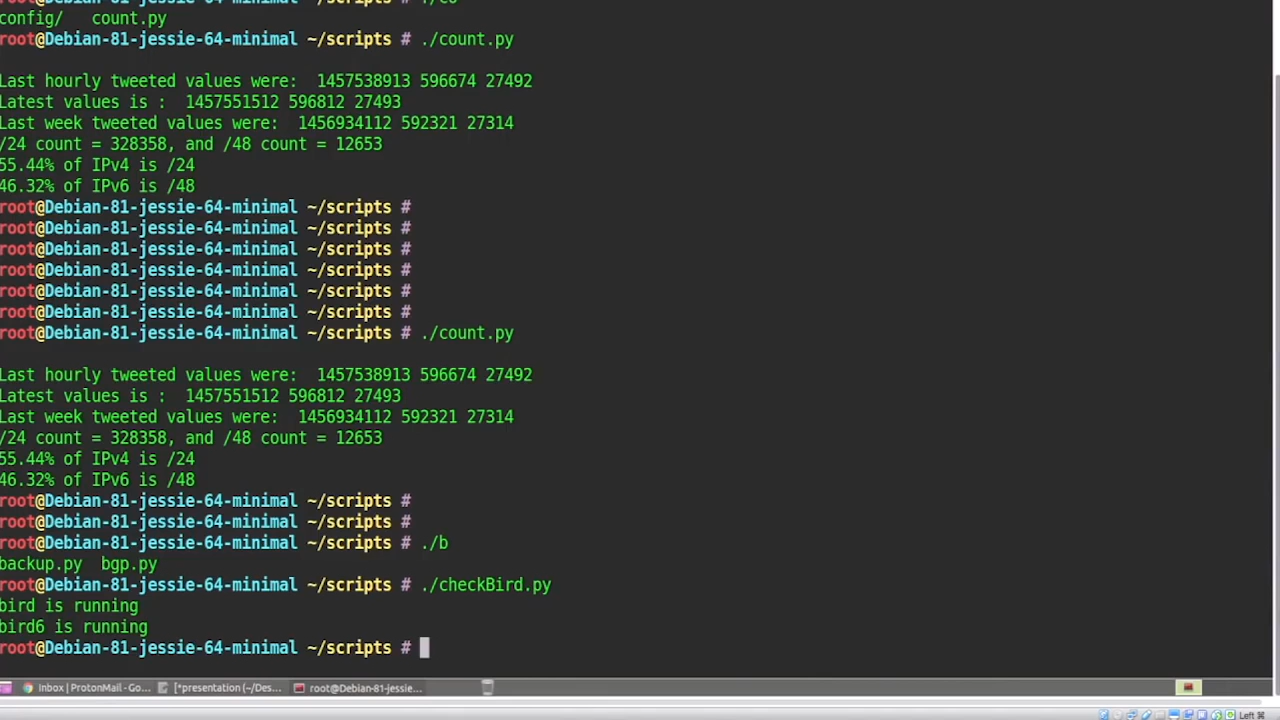 config/   count.py
root@Debian-81-jessie-64-minimal ~/scripts # ./count.py
Last hourly tweeted values were:  1457538913 596674 27492
Latest values is :  1457551512 596812 27493
Last week tweeted values were:  1456934112 592321 27314
/24 count = 328358, and /48 count = 12653
55.44% of IPv4 is /24
46.32% of IPv6 is /48
root@Debian-81-jessie-64-minimal ~/scripts #
root@Debian-81-jessie-64-minimal ~/scripts #
root@Debian-81-jessie-64-minimal ~/scripts #
root@Debian-81-jessie-64-minimal ~/scripts #
root@Debian-81-jessie-64-minimal ~/scripts #
root@Debian-81-jessie-64-minimal ~/scripts #
root@Debian-81-jessie-64-minimal ~/scripts # ./count.py
Last hourly tweeted values were:  1457538913 596674 27492
Latest values is :  1457551512 596812 27493
Last week tweeted values were:  1456934112 592321 27314
/24 count = 328358, and /48 count = 12653
55.44% of IPv4 is /24
46.32% of IPv6 is /48
root@Debian-81-jessie-64-minimal ~/scripts #
root@Debian-81-jessie-64-minimal ~/scripts #
root@Debian-81-jessie-64-minimal ~/scripts # ./b
backup.py  bgp.py
root@Debian-81-jessie-64-minimal ~/scripts # ./checkBird.py
bird is running
bird6 is running
root@Debian-81-jessie-64-minimal ~/scripts #
Inbox | ProtonMail - Go... [*presentation (~/Des... root@Debian-81-jessie...
Left ⌘